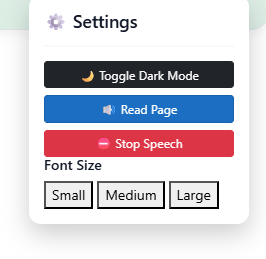 ⚙️ Settings
🌙 Toggle Dark Mode
📢 Read Page
⛔ Stop Speech
Font Size
Small Medium Large